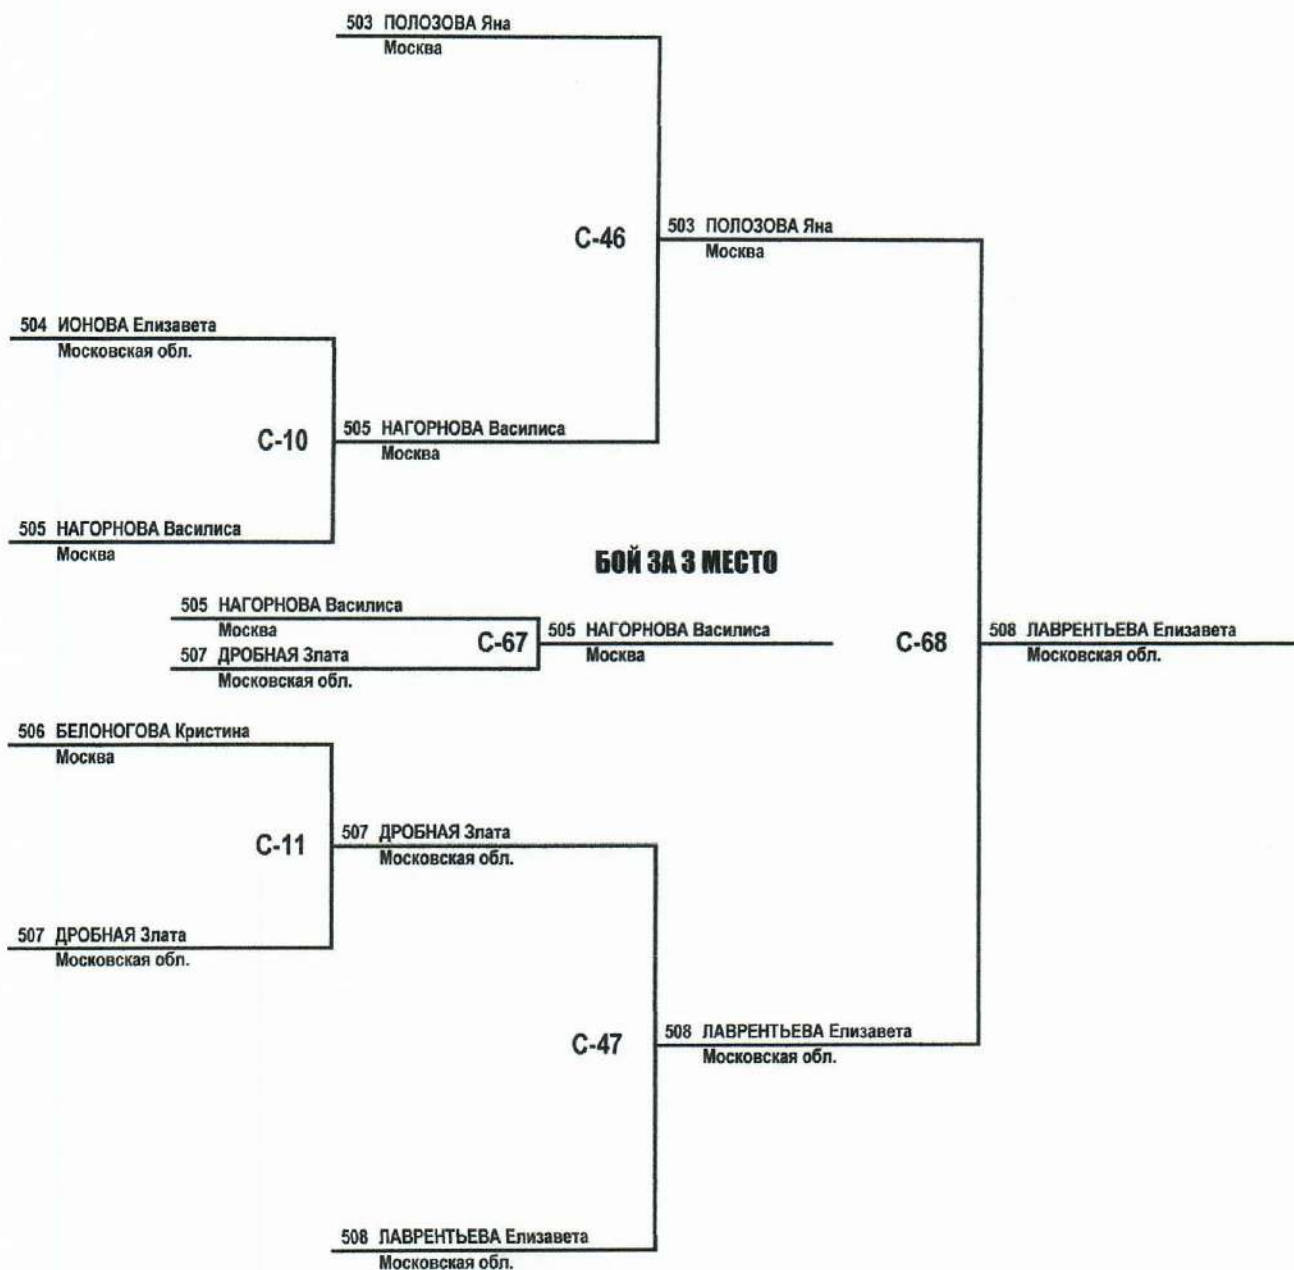 503 ПОЛОЗОВА Яна
Москва
С-46
503 ПОЛОЗОВА Яна
Москва
504 ИОНОВА Елизавета
Московская обл.
С-10
505 НАГОРНОВА Василиса
Москва
505 НАГОРНОВА Василиса
Москва
БОЙ ЗА 3 МЕСТО
505 НАГОРНОВА Василиса
Москва
507 ДРОБНАЯ Злата
Московская обл.
С-67
505 НАГОРНОВА Василиса
Москва
С-68
508 ЛАВРЕНТЬЕВА Елизавета
Московская обл.
506 БЕЛОНОГОВА Кристина
Москва
С-11
507 ДРОБНАЯ Злата
Московская обл.
507 ДРОБНАЯ Злата
Московская обл.
С-47
508 ЛАВРЕНТЬЕВА Елизавета
Московская обл.
508 ЛАВРЕНТЬЕВА Елизавета
Московская обл.